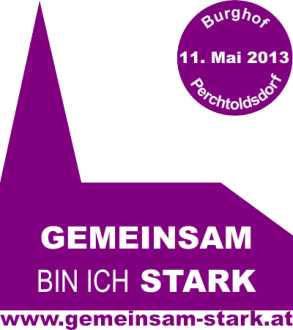 Burghof
11. Mai 2013
Perchtoldsdorf
GEMEINSAM
BIN ICH STARK
www.gemeinsam-stark.at